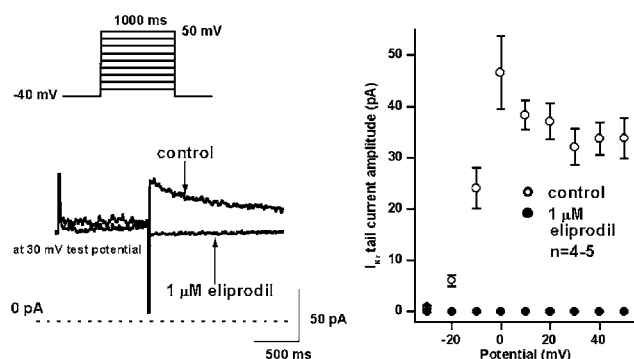 1000 ms
50 mV
-40 mV
control
at 30 mV test potential
1 µM eliprodil
0 pA
50 pA
500 ms
I_Kr tail current amplitude (pA)
50
40
30
20
10
0
control
1 µM
eliprodil
n=4-5
-20
0
20
40
Potential (mV)